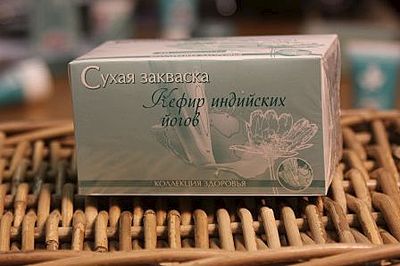 Сухая закваска
Кефир индийских
йогов
КОЛЛЕКЦИЯ ЗДОРОВЬЯ